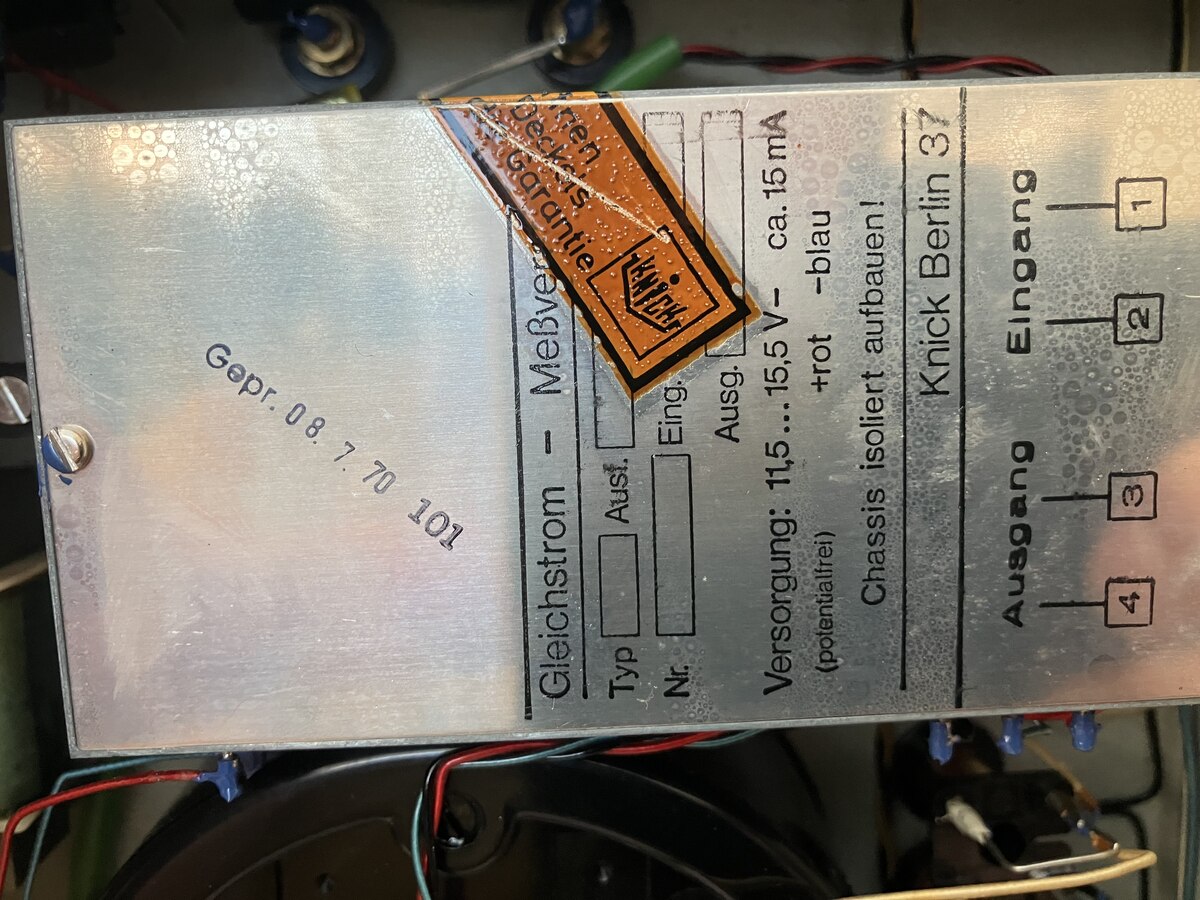 Gepr. 08. 7. 70 101
Gleichstrom – Meßver
Typ Ausf.
Nr. Eing.
Ausg.
Versorgung: 11,5 ... 15,5 V – ca. 15 mA
(potentialfrei) +rot –blau
Chassis isoliert aufbauen!
Knick Berlin 37
Ausgang Eingang
4 3 2 1
Deckels
Garantie
KNICK